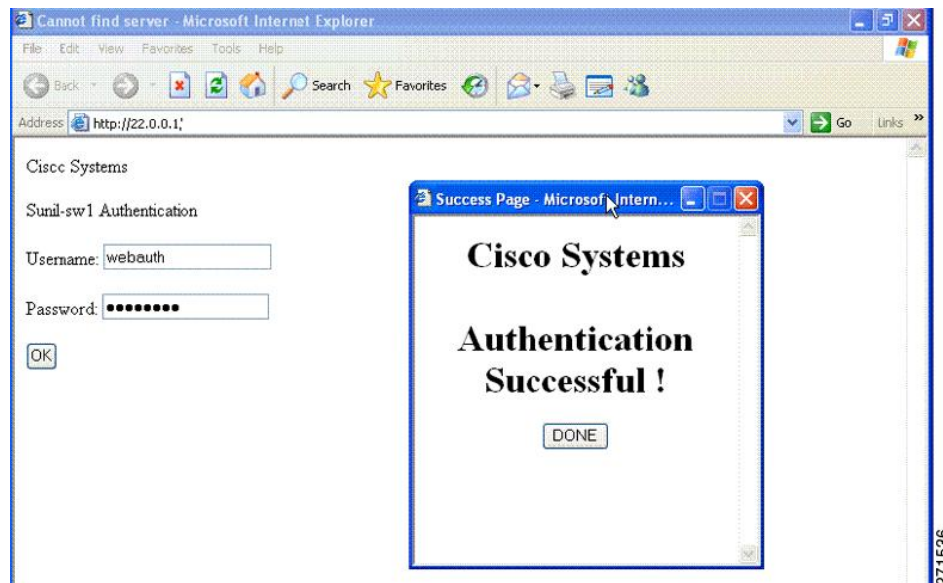 Cannot find server - Microsoft Internet Explorer
File Edit View Favorites Tools Help
Back Search Favorites
Address http://22.0.0.1/ Go Links »
Cisco Systems
Sunil-sw1 Authentication
Username: webauth
Password: ••••••••
OK
Success Page - Microsoft Intern...
Cisco Systems
Authentication
Successful !
DONE
271536